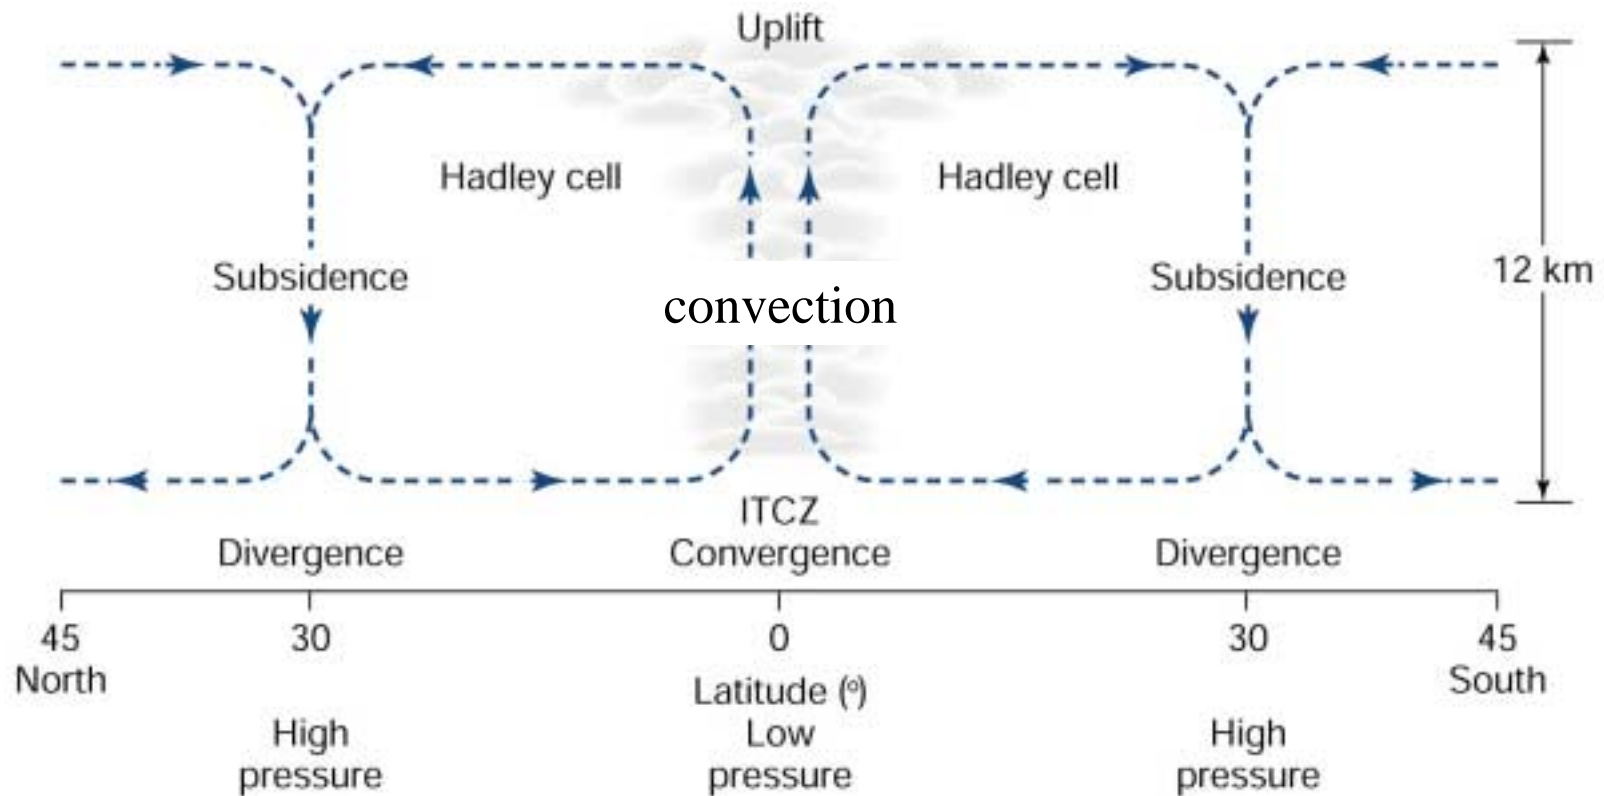 Uplift
Hadley cell
Hadley cell
Subsidence
convection
Subsidence
12 km
ITCZ
Divergence
Convergence
Divergence
45
30
0
30
45
North
Latitude (°)
South
High
Low
High
pressure
pressure
pressure